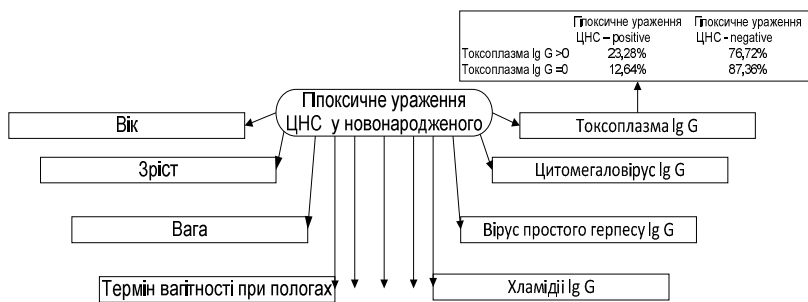 Гіпоксичне ураження ЦНС – positive
Гіпоксичне ураження ЦНС - negative
Токсоплазма Ig G >0 23,28% 76,72%
Токсоплазма Ig G =0 12,64% 87,36%
Гіпоксичне ураження
ЦНС у новонародженого
Вік
Токсоплазма Ig G
Зріст
Цитомегаловірус Ig G
Вага
Вірус простого герпесу Ig G
Термін вагітності при пологах
Хламідії Ig G